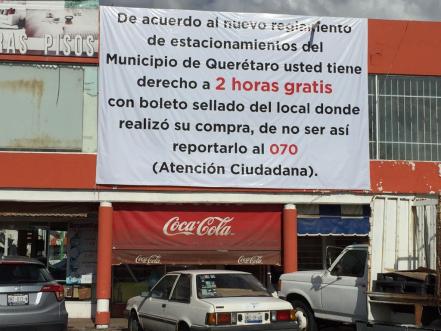 RAS PISOS
De acuerdo al nuevo reglamento
de estacionamientos del
Municipio de Querétaro usted tiene
derecho a 2 horas gratis
con boleto sellado del local donde
realizó su compra, de no ser así
reportarlo al 070
(Atención Ciudadana).
Coca-Cola
Coca-Cola
Coca-Cola